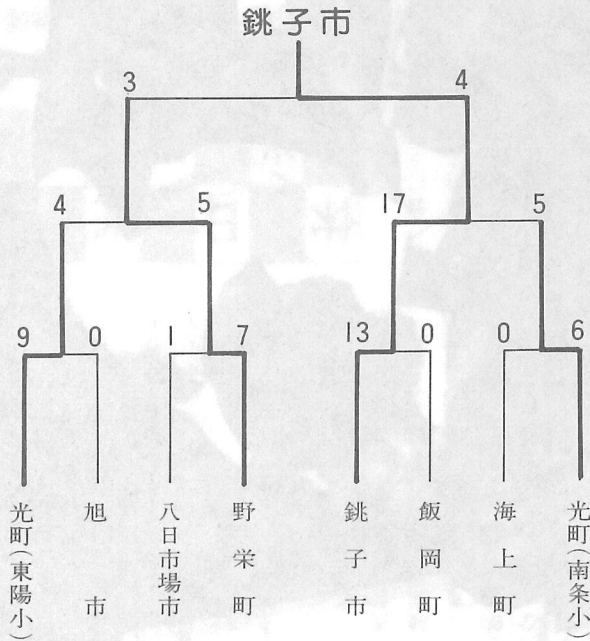 銚子市
3 4
4 5 17 5
9 0 1 7 13 0 0 6
光町(東陽小)
旭市
八日市場市
野栄町
銚子市
飯岡町
海上町
光町(南条小)